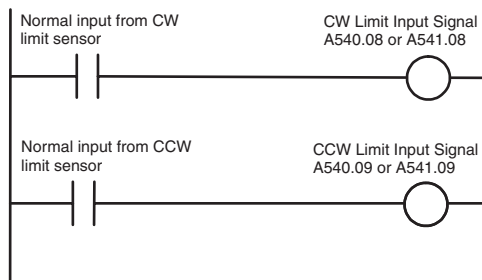 Normal input from CW
limit sensor
CW Limit Input Signal
A540.08 or A541.08
Normal input from CCW
limit sensor
CCW Limit Input Signal
A540.09 or A541.09